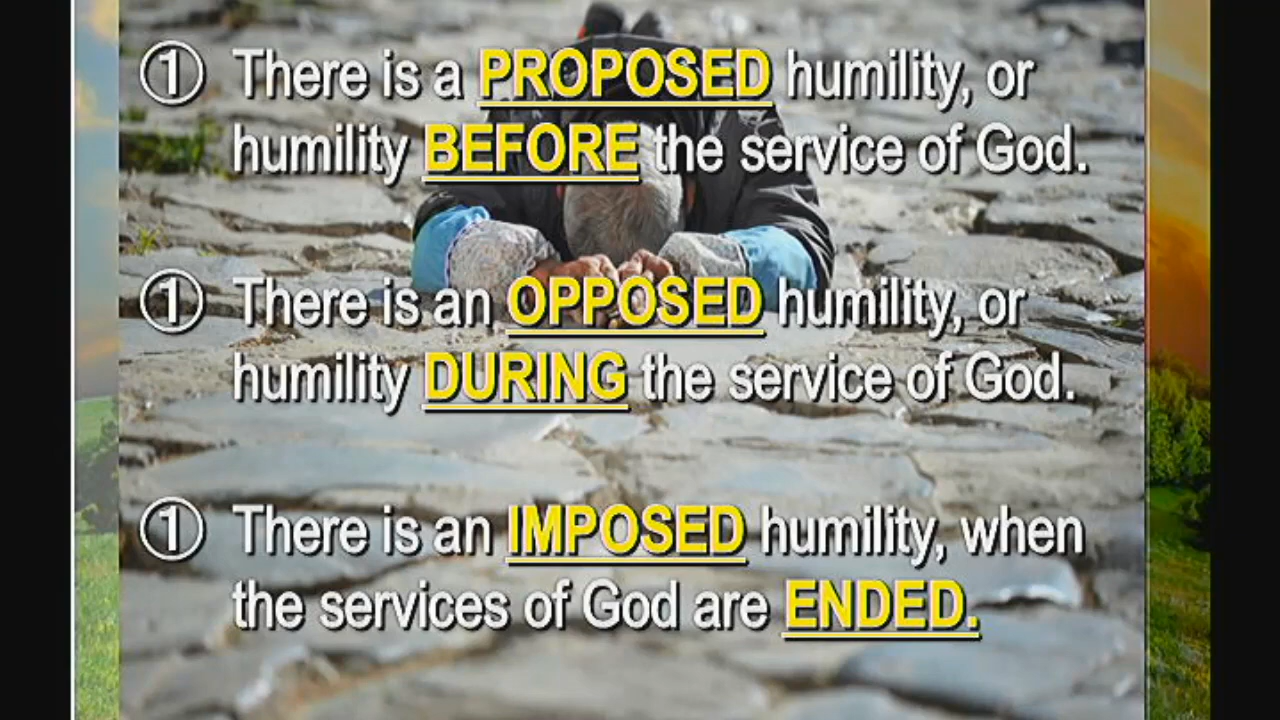 ① There is a PROPOSED humility, or
humility BEFORE the service of God.
① There is an OPPOSED humility, or
humility DURING the service of God.
① There is an IMPOSED humility, when
the services of God are ENDED.